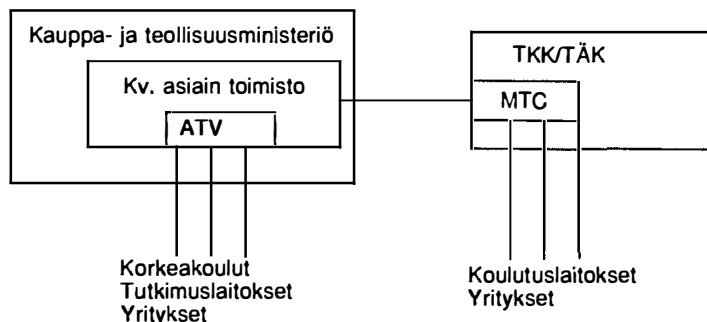 Kauppa- ja teollisuusministeriö
Kv. asiain toimisto
ATV
TKK/TÄK
MTC
Korkeakoulut
Tutkimuslaitokset
Yritykset
Koulutuslaitokset
Yritykset